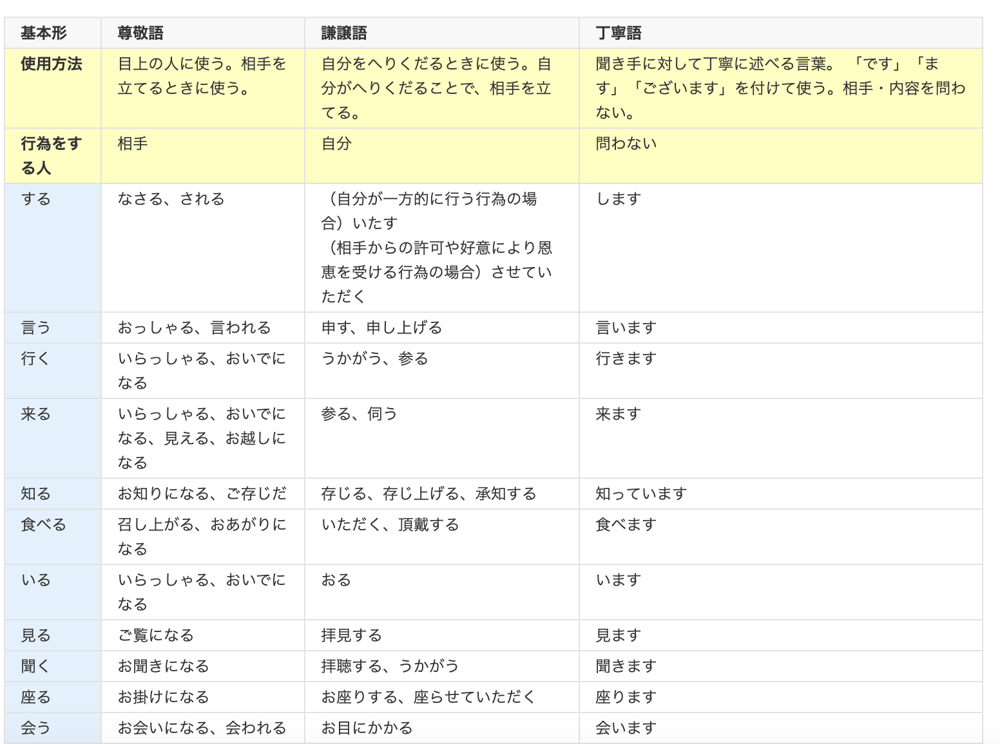 基本形 尊敬語 謙譲語 丁寧語
使用方法 目上の人に使う。相手を 自分をへりくだるときに使う。自 聞き手に対して丁寧に述べる言葉。 「です」「ま
立てるときに使う。 分がへりくだることで、相手を立 す」「ございます」を付けて使う。相手・内容を問わ
てる。 ない。
行為をす 相手 自分 問わない
る人
する なさる、される （自分が一方的に行う行為の場 します
合）いたす
（相手からの許可や好意により恩
恵を受ける行為の場合）させてい
ただく
言う おっしゃる、言われる 申す、申し上げる 言います
行く いらっしゃる、おいでに うかがう、参る 行きます
なる
来る いらっしゃる、おいでに 参る、伺う 来ます
なる、見える、お越しに
なる
知る お知りになる、ご存じだ 存じる、存じ上げる、承知する 知っています
食べる 召し上がる、おあがりに いただく、頂戴する 食べます
なる
いる いらっしゃる、おいでに おる います
なる
見る ご覧になる 拝見する 見ます
聞く お聞きになる 拝聴する、うかがう 聞きます
座る お掛けになる お座りする、座らせていただく 座ります
会う お会いになる、会われる お目にかかる 会います